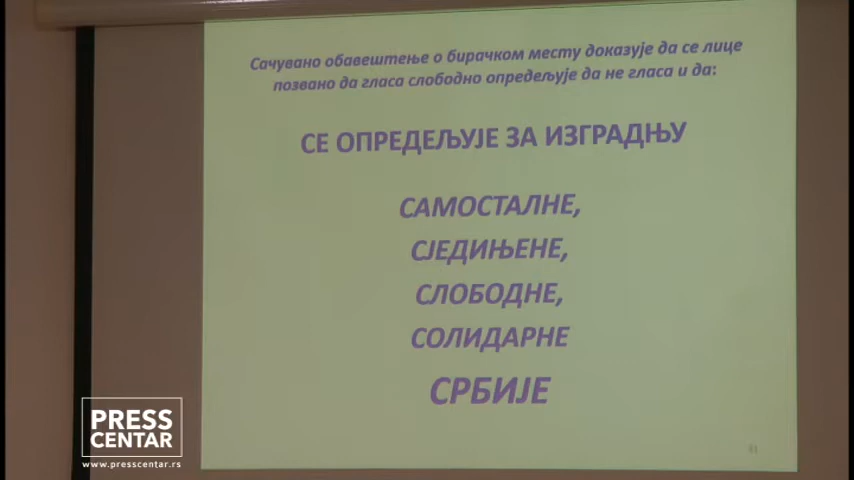 Сачувано обавештење о бирачком месту доказује да се лице
позвано да гласа слободно опредељује да не гласа и да:
СЕ ОПРЕДЕЉУЈЕ ЗА ИЗГРАДЊУ
САМОСТАЛНЕ,
СЈЕДИЊЕНЕ,
СЛОБОДНЕ,
СОЛИДАРНЕ
СРБИЈЕ
PRESS
CENTAR
www.presscentar.rs